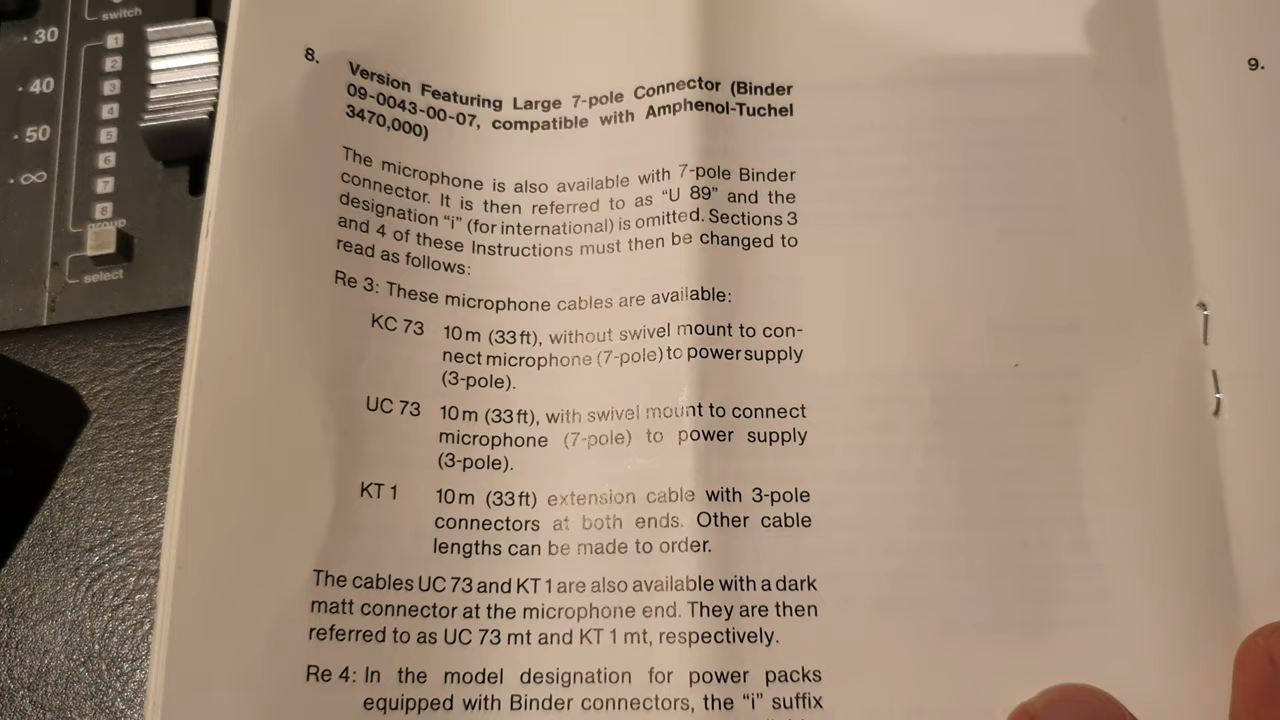 switch
30
40
50
∞
1
2
3
4
5
6
7
8
group
select
8.
Version Featuring Large 7-pole Connector (Binder
09-0043-00-07, compatible with Amphenol-Tuchel
3470,000)
The microphone is also available with 7-pole Binder
connector. It is then referred to as “U 89” and the
designation “i” (for international) is omitted. Sections 3
and 4 of these Instructions must then be changed to
read as follows:
Re 3: These microphone cables are available:
KC 73 10 m (33 ft), without swivel mount to con-
nect microphone (7-pole) to power supply
(3-pole).
UC 73 10 m (33 ft), with swivel mount to connect
microphone (7-pole) to power supply
(3-pole).
KT 1 10 m (33 ft) extension cable with 3-pole
connectors at both ends. Other cable
lengths can be made to order.
The cables UC 73 and KT 1 are also available with a dark
matt connector at the microphone end. They are then
referred to as UC 73 mt and KT 1 mt, respectively.
Re 4: In the model designation for power packs
equipped with Binder connectors, the “i” suffix
9.